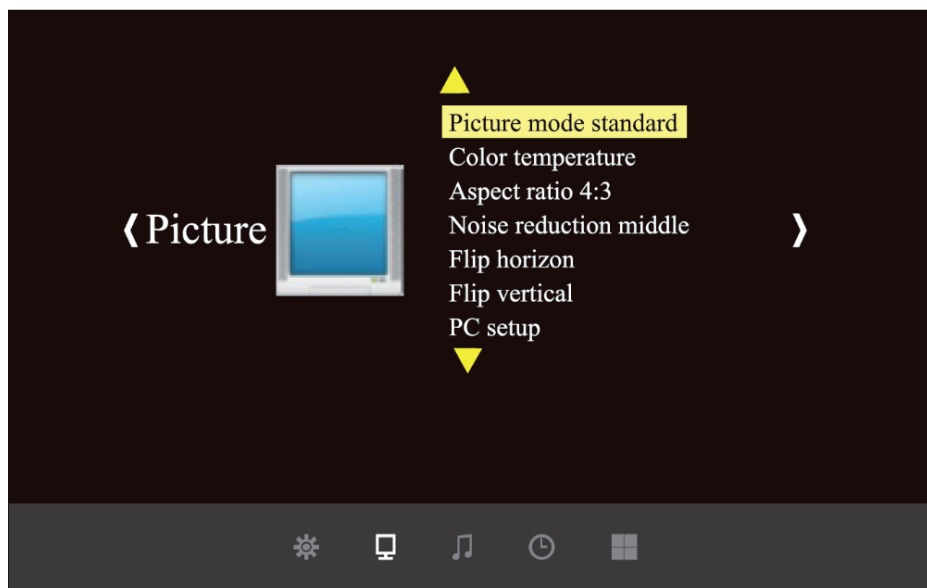 Picture
Picture mode standard
Color temperature
Aspect ratio 4:3
Noise reduction middle
Flip horizon
Flip vertical
PC setup